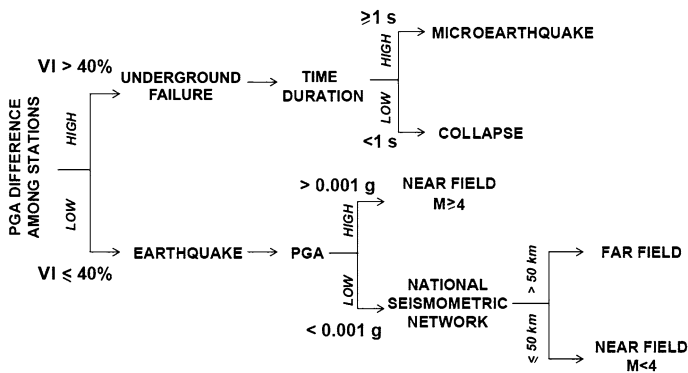 PGA DIFFERENCE
AMONG STATIONS
VI > 40%
HIGH
LOW
VI ⩽ 40%
UNDERGROUND
FAILURE
TIME
DURATION
≥1 s
HIGH
LOW
<1 s
MICROEARTHQUAKE
COLLAPSE
EARTHQUAKE
PGA
> 0.001 g
HIGH
LOW
< 0.001 g
NEAR FIELD
M≥4
NATIONAL
SEISMOMETRIC
NETWORK
> 50 km
⩽ 50 km
FAR FIELD
NEAR FIELD
M<4